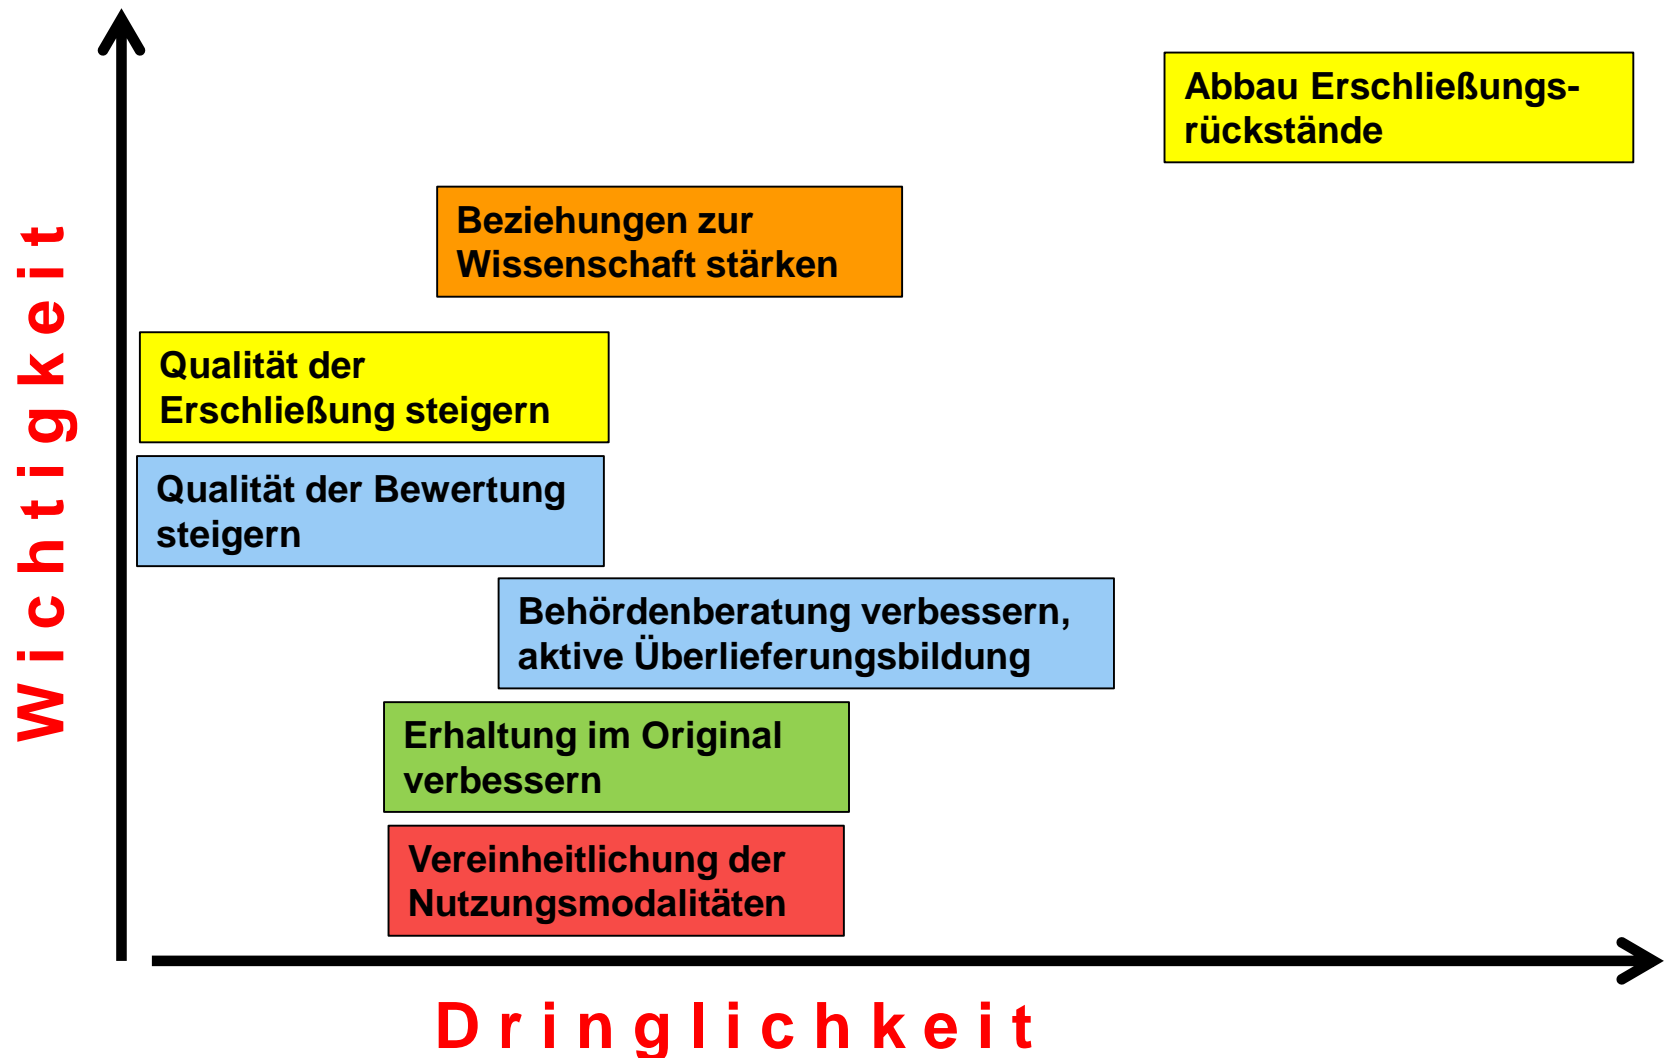 Abbau Erschließungs-
rückstände
Beziehungen zur
Wissenschaft stärken
Qualität der
Erschließung steigern
Qualität der Bewertung
steigern
Behördenberatung verbessern,
aktive Überlieferungsbildung
Erhaltung im Original
verbessern
Vereinheitlichung der
Nutzungsmodalitäten
Wichtigkeit
Dringlichkeit